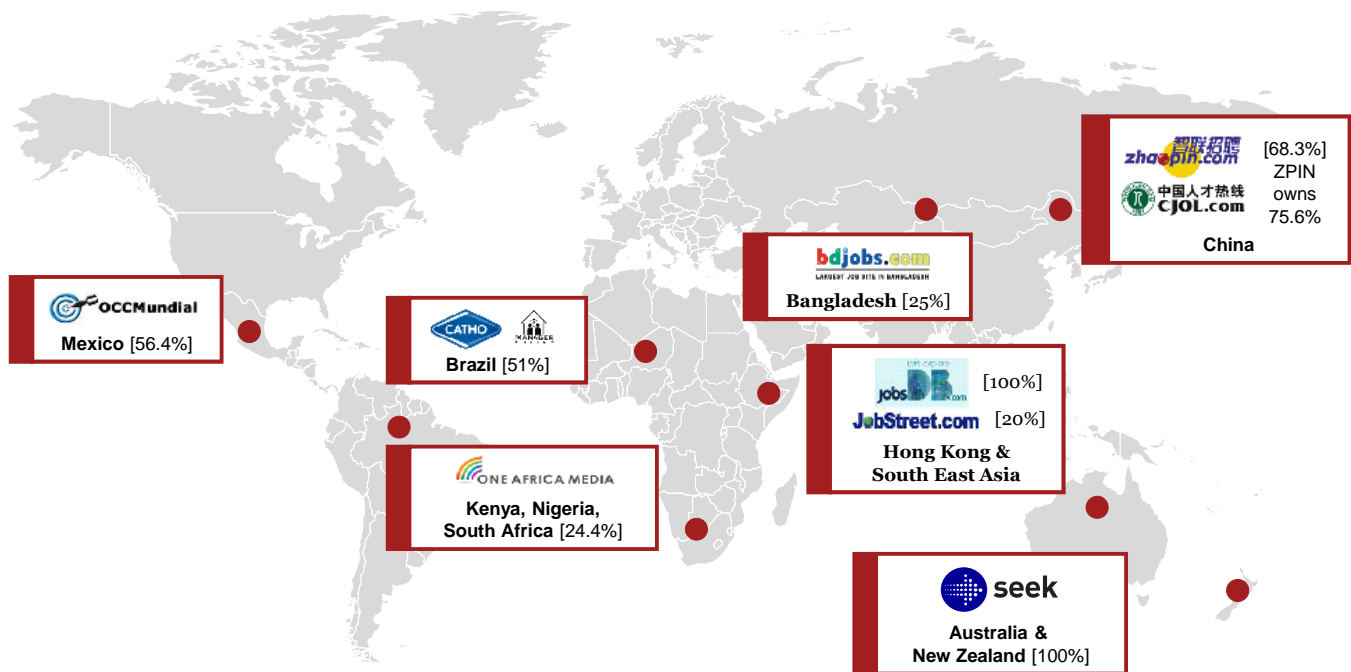 智联招聘
zhaopin.com
中国人才热线
CJOL.com
[68.3%]
ZPIN
owns
75.6%
China
bdjobs.com
LARGEST JOB SITE IN BANGLADESH
Bangladesh [25%]
OCCMundial
Mexico [56.4%]
CATHO
MANAGER
ONLINE
Brazil [51%]
jobsDB.com
[100%]
JobStreet.com
[20%]
Hong Kong &
South East Asia
ONE AFRICA MEDIA
Kenya, Nigeria,
South Africa [24.4%]
seek
Australia &
New Zealand [100%]